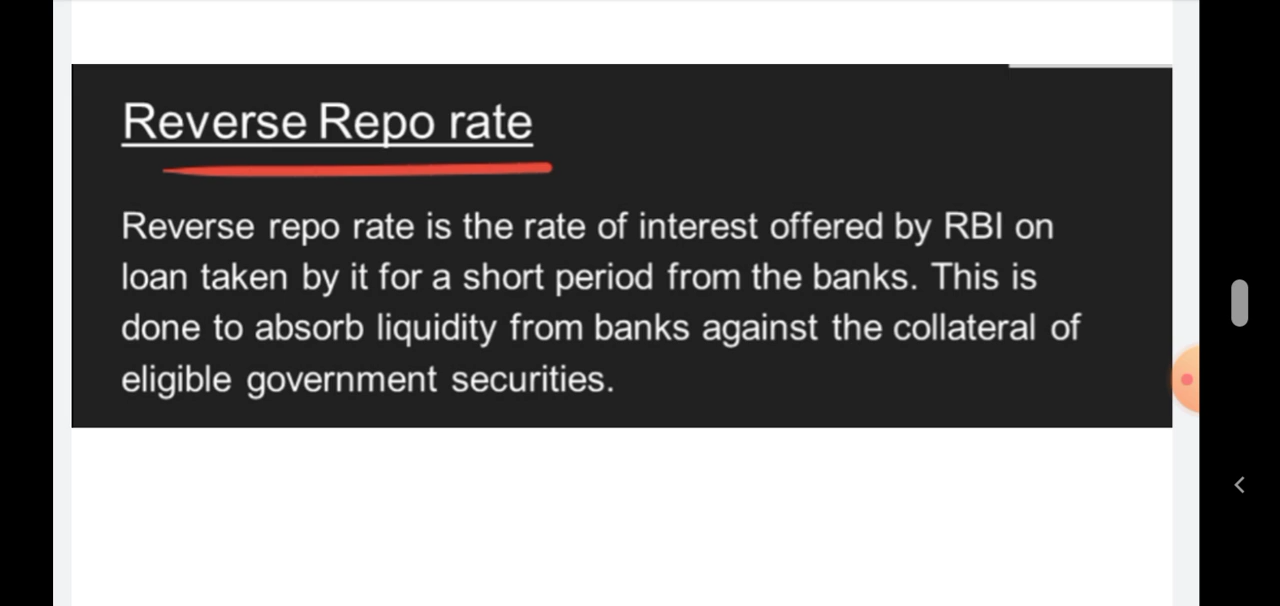 Reverse Repo rate
Reverse repo rate is the rate of interest offered by RBI on
loan taken by it for a short period from the banks. This is
done to absorb liquidity from banks against the collateral of
eligible government securities.